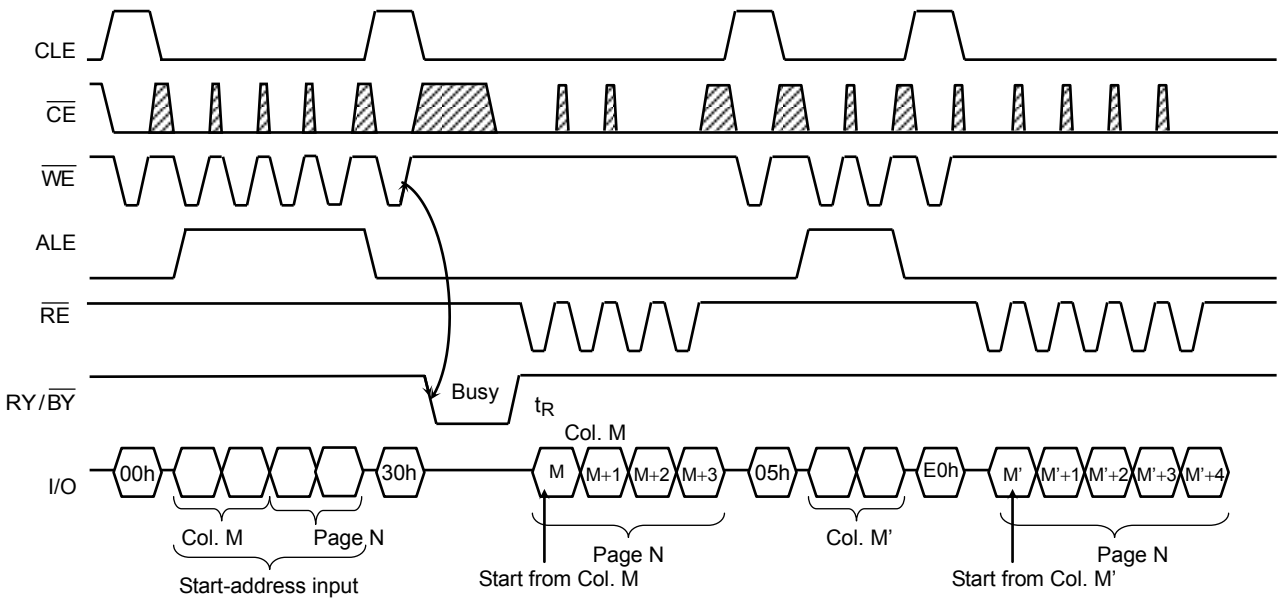 CLE
CE
WE
ALE
RE
RY/BY
Busy
tR
Col. M
I/O
00h
30h
M
M+1
M+2
M+3
05h
E0h
M’
M’+1
M’+2
M’+3
M’+4
Col. M
Page N
Col. M’
Page N
Page N
Start-address input
Start from Col. M
Start from Col. M’